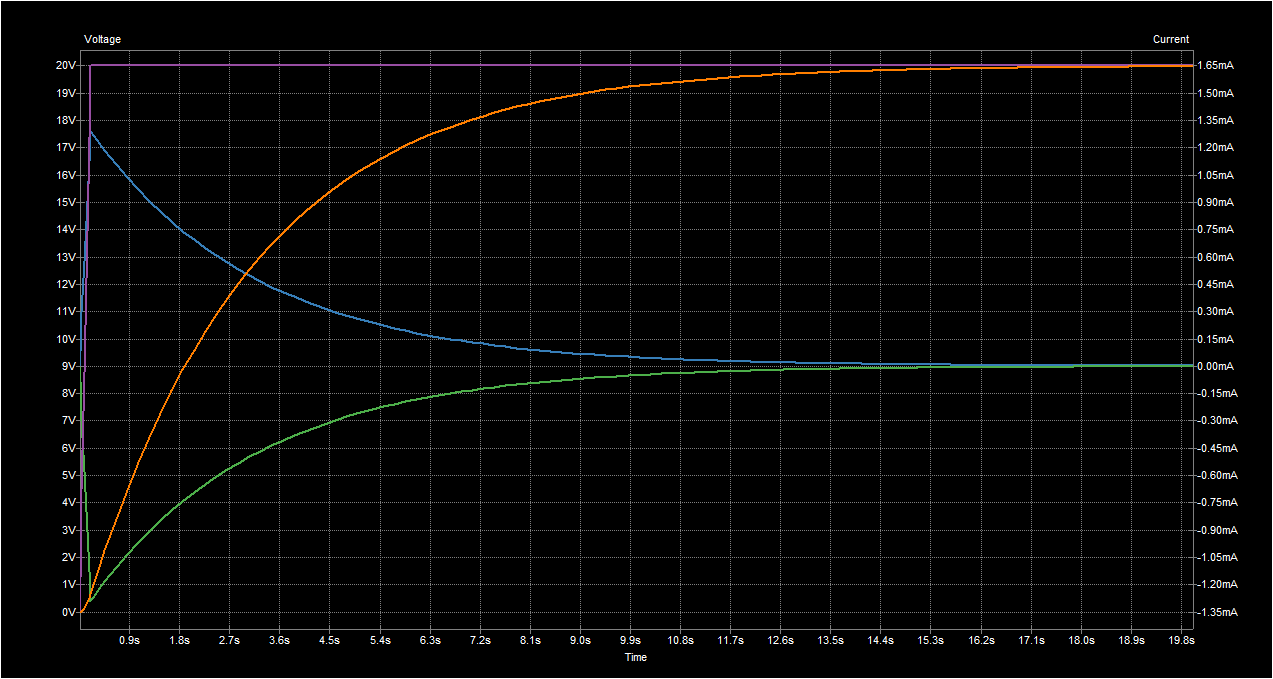 Voltage Current
20V 1.65mA
19V 1.50mA
18V 1.35mA
17V 1.20mA
16V 1.05mA
15V 0.90mA
14V 0.75mA
13V 0.60mA
12V 0.45mA
11V 0.30mA
10V 0.15mA
9V 0.00mA
8V -0.15mA
7V -0.30mA
6V -0.45mA
5V -0.60mA
4V -0.75mA
3V -0.90mA
2V -1.05mA
1V -1.20mA
0V -1.35mA
0.9s 1.8s 2.7s 3.6s 4.5s 5.4s 6.3s 7.2s 8.1s 9.0s 9.9s 10.8s 11.7s 12.6s 13.5s 14.4s 15.3s 16.2s 17.1s 18.0s 18.9s 19.8s
Time